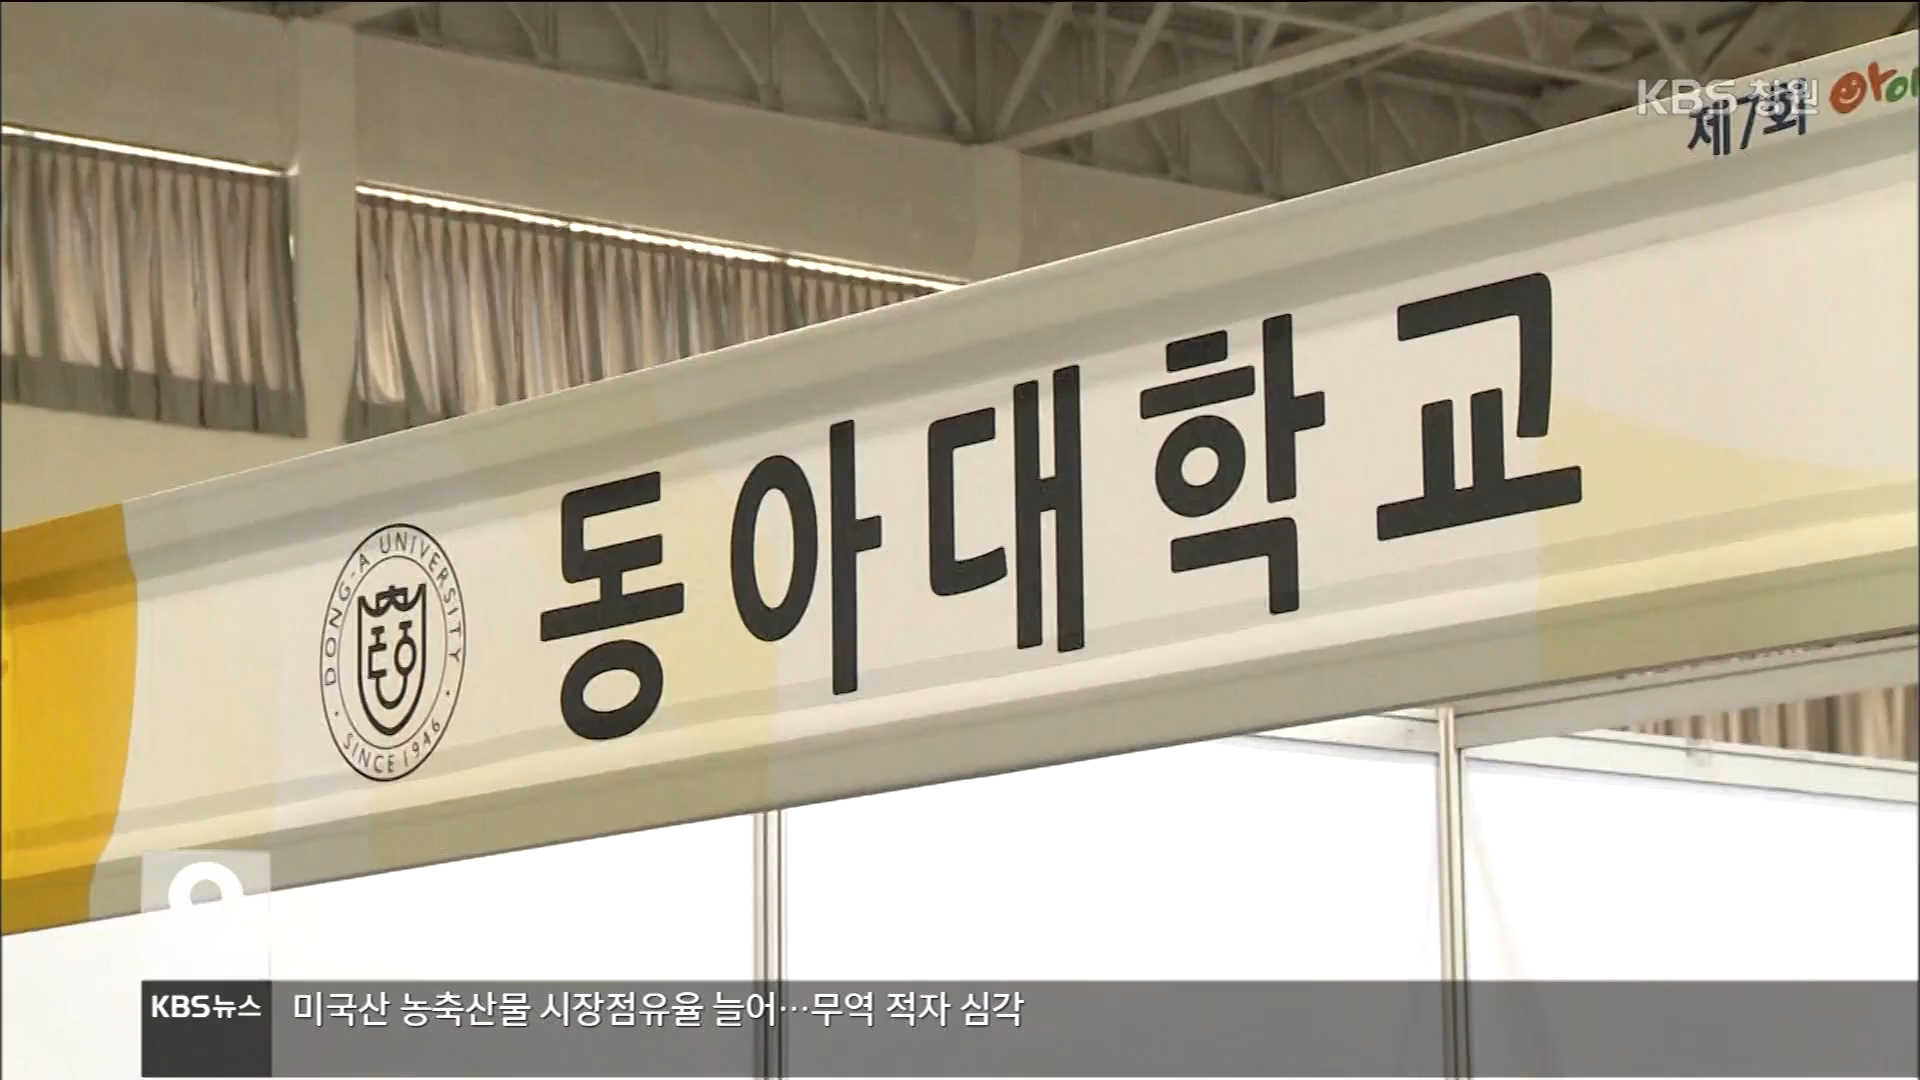 KBS 창원
제7회 아이
동아대학교
DONG-A UNIVERSITY
SINCE 1946
KBS뉴스
미국산 농축산물 시장점유율 늘어…무역 적자 심각